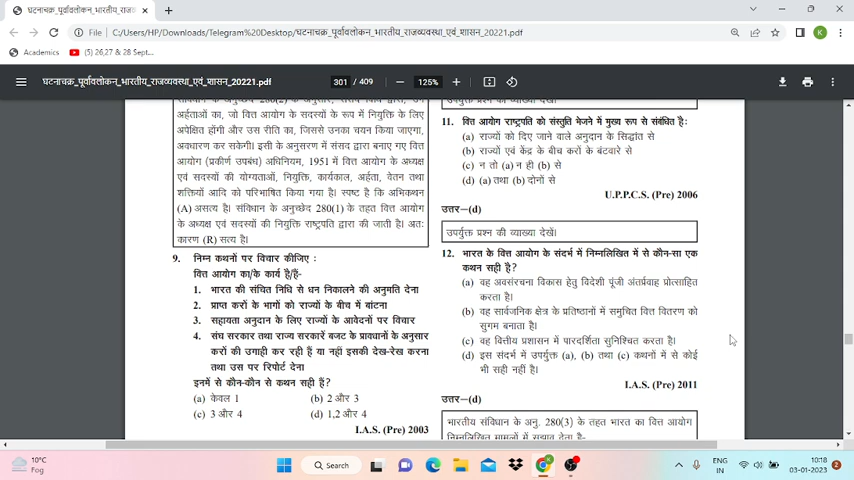 घटनाचक्र_पूर्वावलोकन_भारतीय_राजव्य
File
C:/Users/HP/Downloads/Telegram%20Desktop/घटनाचक्र_पूर्वावलोकन_भारतीय_राजव्यवस्था_एवं_शासन_20221.pdf
Academics
(5) 26,27 & 28 Sept...
घटनाचक्र_पूर्वावलोकन_भारतीय_राजव्यवस्था_एवं_शासन_20221.pdf
301 / 409
125%
अर्हताओं का, जो वित्त आयोग के सदस्यों के रूप में नियुक्ति के लिए
अपेक्षित होंगी और उस रीति का, जिससे उनका चयन किया जाएगा,
अवधारण कर सकेगी। इसी के अनुसरण में संसद द्वारा बनाए गए वित्त
आयोग (प्रकीर्ण उपबंध) अधिनियम, 1951 में वित्त आयोग के अध्यक्ष
एवं सदस्यों की योग्यताओं, नियुक्ति, कार्यकाल, अर्हता, वेतन तथा
शक्तियों आदि को परिभाषित किया गया है। स्पष्ट है कि अभिकथन
(A) असत्य है। संविधान के अनुच्छेद 280(1) के तहत वित्त आयोग
के अध्यक्ष एवं सदस्यों की नियुक्ति राष्ट्रपति द्वारा की जाती है। अतः
कारण (R) सत्य है।
9. निम्न कथनों पर विचार कीजिए :
वित्त आयोग का/के कार्य है/हैं-
1. भारत की संचित निधि से धन निकालने की अनुमति देना
2. प्राप्त करों के भागों को राज्यों के बीच में बांटना
3. सहायता अनुदान के लिए राज्यों के आवेदनों पर विचार
4. संघ सरकार तथा राज्य सरकारें बजट के प्रावधानों के अनुसार
करों की उगाही कर रही हैं या नहीं इसकी देख-रेख करना
तथा उस पर रिपोर्ट देना
इनमें से कौन-कौन से कथन सही हैं?
(a) केवल 1 (b) 2 और 3
(c) 3 और 4 (d) 1,2 और 4
I.A.S. (Pre) 2003
उपर्युक्त प्रश्न की व्याख्या देखें।
11. वित्त आयोग राष्ट्रपति को संस्तुति भेजने में मुख्य रूप से संबंधित है:
(a) राज्यों को दिए जाने वाले अनुदान के सिद्धांत से
(b) राज्यों एवं केंद्र के बीच करों के बंटवारे से
(c) न तो (a) न ही (b) से
(d) (a) तथा (b) दोनों से
U.P.P.C.S. (Pre) 2006
उत्तर-(d)
उपर्युक्त प्रश्न की व्याख्या देखें।
12. भारत के वित्त आयोग के संदर्भ में निम्नलिखित में से कौन-सा एक
कथन सही है?
(a) वह अवसंरचना विकास हेतु विदेशी पूंजी अंतर्प्रवाह प्रोत्साहित
करता है।
(b) वह सार्वजनिक क्षेत्र के प्रतिष्ठानों में समुचित वित्त वितरण को
सुगम बनाता है।
(c) वह वित्तीय प्रशासन में पारदर्शिता सुनिश्चित करता है।
(d) इस संदर्भ में उपर्युक्त (a), (b) तथा (c) कथनों में से कोई
भी सही नहीं है।
I.A.S. (Pre) 2011
उत्तर-(d)
भारतीय संविधान के अनु. 280(3) के तहत भारत का वित्त आयोग
निम्नलिखित मामलों में सुझाव देता है-
10°C
Fog
Search
ENG
IN
10:18
03-01-2023
2